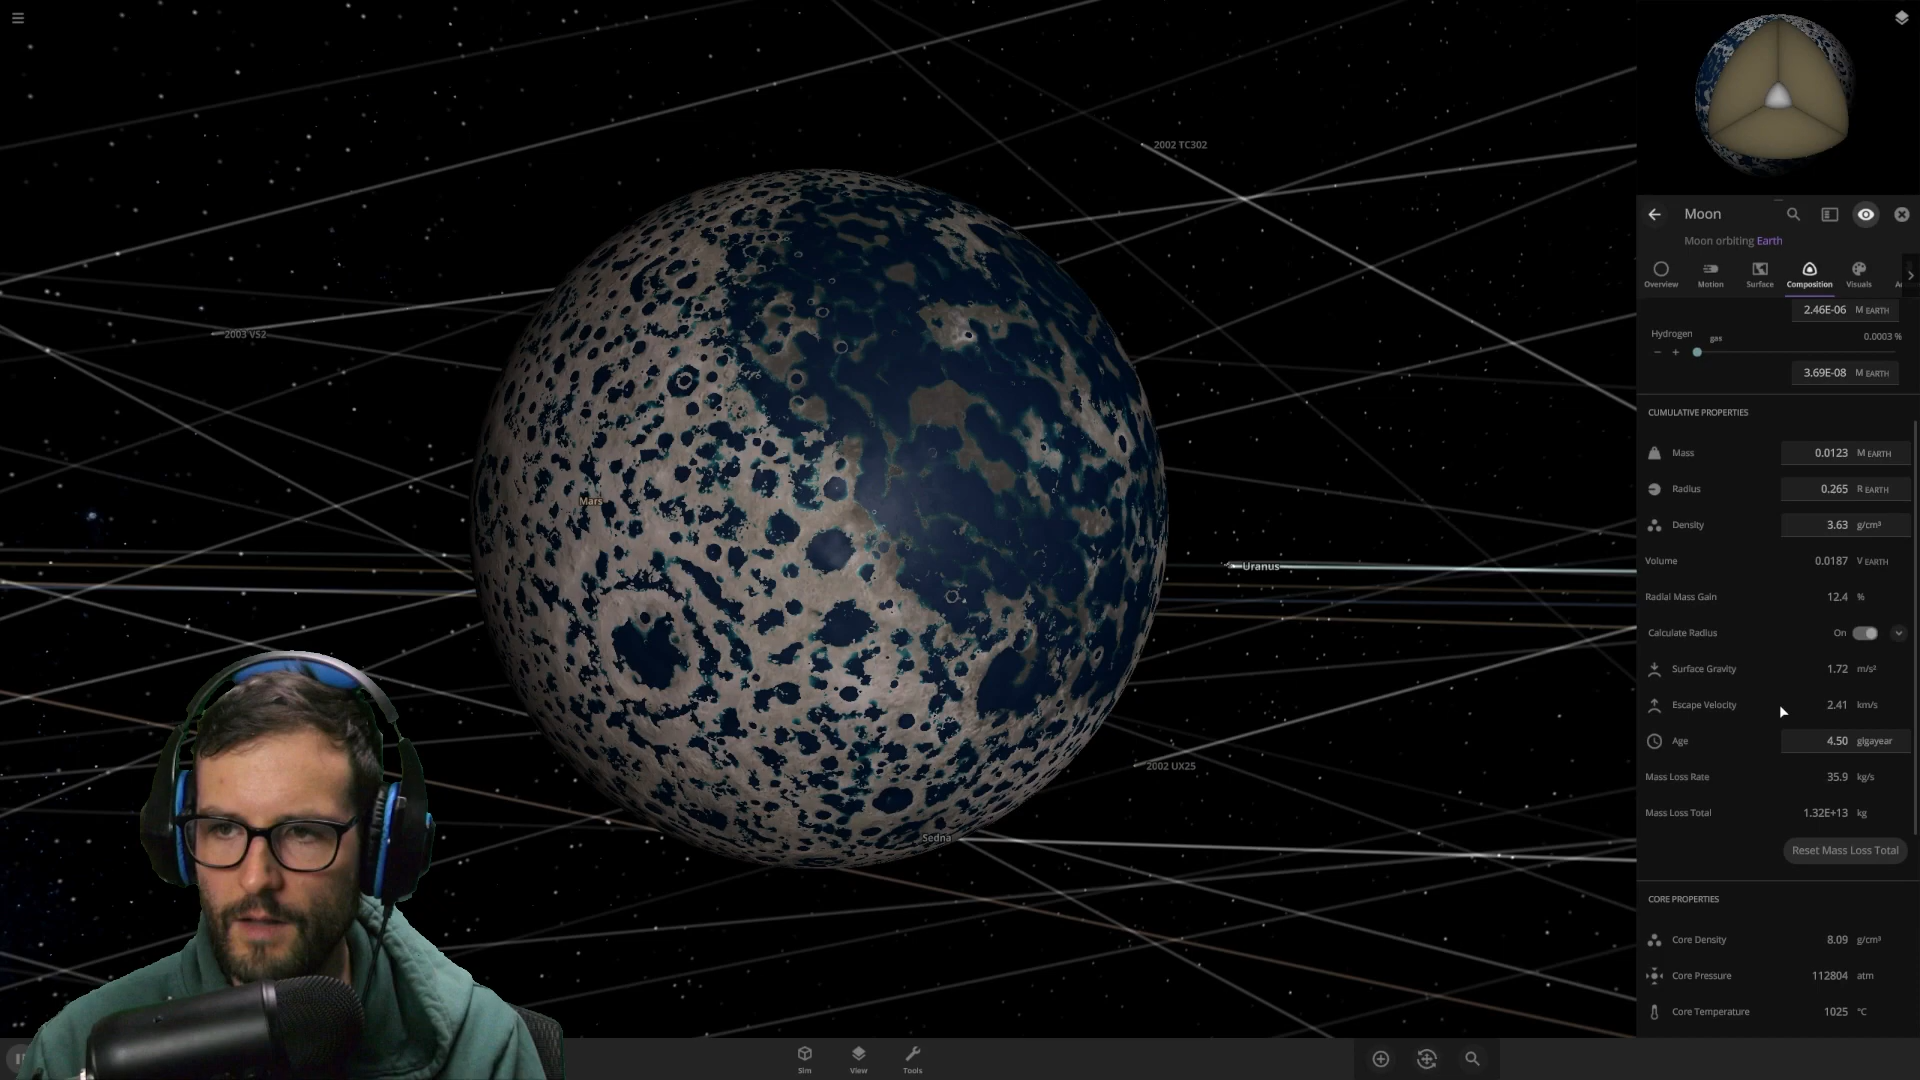 2002 TC302
2003 VS2
Mars
Uranus
2002 UX25
Sedna
Sim
View
Tools
Moon
Moon orbiting Earth
Overview
Motion
Surface
Composition
Visuals
2.46E-06 M EARTH
Hydrogen gas 0.0003 %
− +
3.69E-08 M EARTH
CUMULATIVE PROPERTIES
Mass 0.0123 M EARTH
Radius 0.265 R EARTH
Density 3.63 g/cm³
Volume 0.0187 V EARTH
Radial Mass Gain 12.4 %
Calculate Radius On
Surface Gravity 1.72 m/s²
Escape Velocity 2.41 km/s
Age 4.50 gigayear
Mass Loss Rate 35.9 kg/s
Mass Loss Total 1.32E+13 kg
Reset Mass Loss Total
CORE PROPERTIES
Core Density 8.09 g/cm³
Core Pressure 112804 atm
Core Temperature 1025 °C